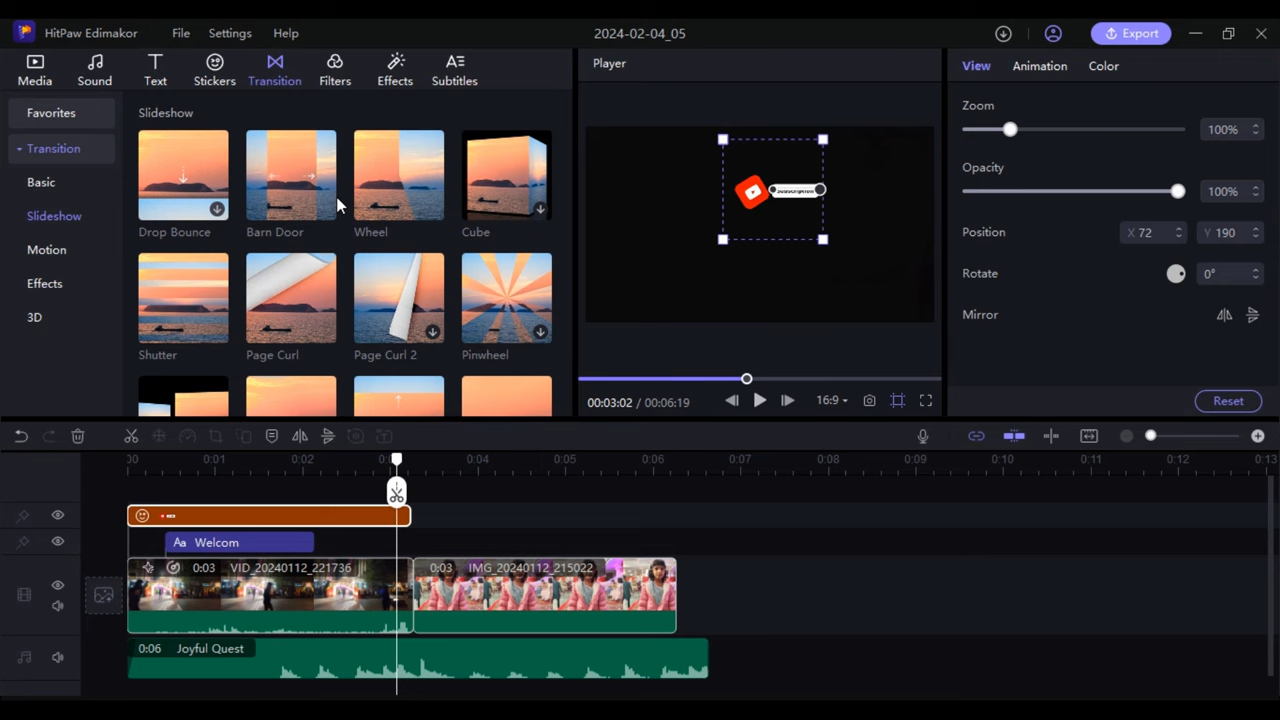 HitPaw Edimakor File Settings Help 2024-02-04_05 Export
Media Sound Text Stickers Transition Filters Effects Subtitles
Favorites
Transition
Basic
Slideshow
Motion
Effects
3D
Slideshow
Drop Bounce Barn Door Wheel Cube
Shutter Page Curl Page Curl 2 Pinwheel
Player
00:03:02 / 00:06:19 16:9
View Animation Color
Zoom
100%
Opacity
100%
Position X 72 Y 190
Rotate 0°
Mirror
Reset
00 0:01 0:02 0:04 0:05 0:06 0:07 0:08 0:09 0:10 0:11 0:12 0:13
Aa Welcom
0:03 VID_20240112_221736 0:03 IMG_20240112_215022
0:06 Joyful Quest